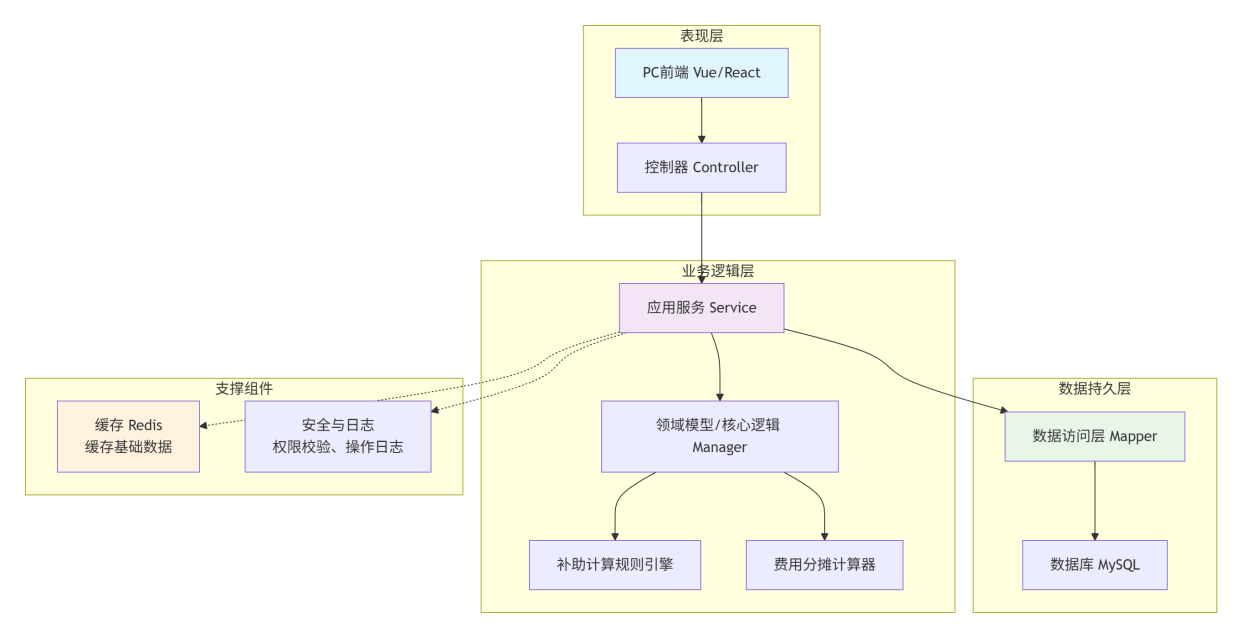 表现层
PC前端 Vue/React
控制器 Controller
业务逻辑层
应用服务 Service
支撑组件
缓存 Redis
缓存基础数据
安全与日志
权限校验、操作日志
领域模型/核心逻辑
Manager
补助计算规则引擎
费用分摊计算器
数据持久层
数据访问层 Mapper
数据库 MySQL